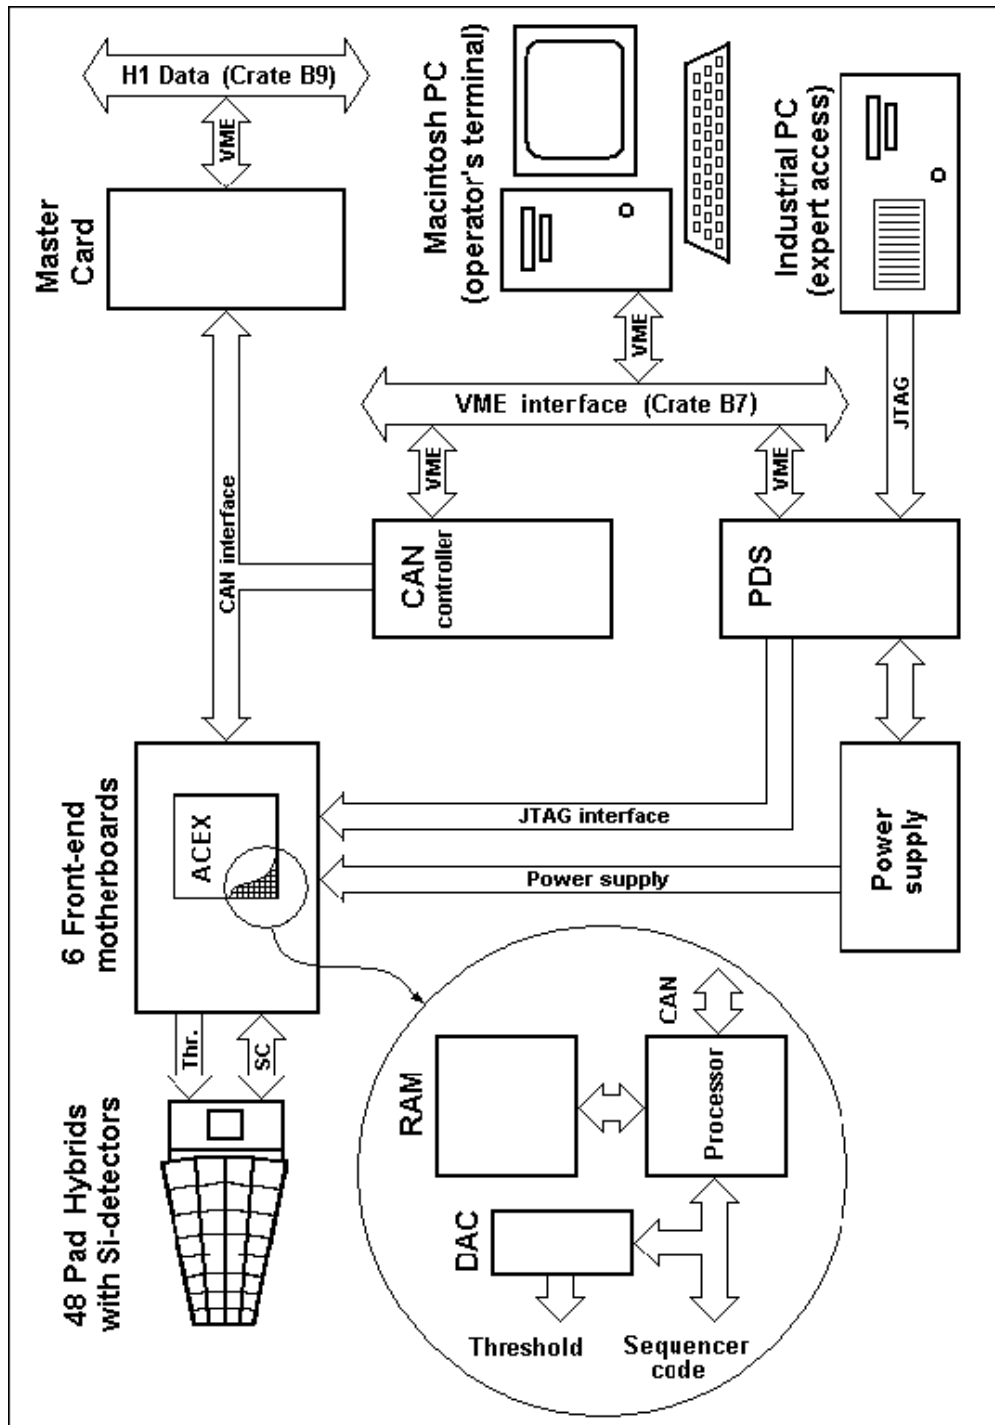 H1 Data (Crate B9)
VME
Master
Card
Macintosh PC
(operator's terminal)
Industrial PC
(expert access)
VME
JTAG
VME interface (Crate B7)
VME
VME
CAN interface
CAN
controller
PDS
6 Front-end
motherboards
ACEX
JTAG interface
Power supply
Power
supply
Thr.
SC
48 Pad Hybrids
with Si-detectors
RAM
CAN
Processor
DAC
Threshold
Sequencer
code